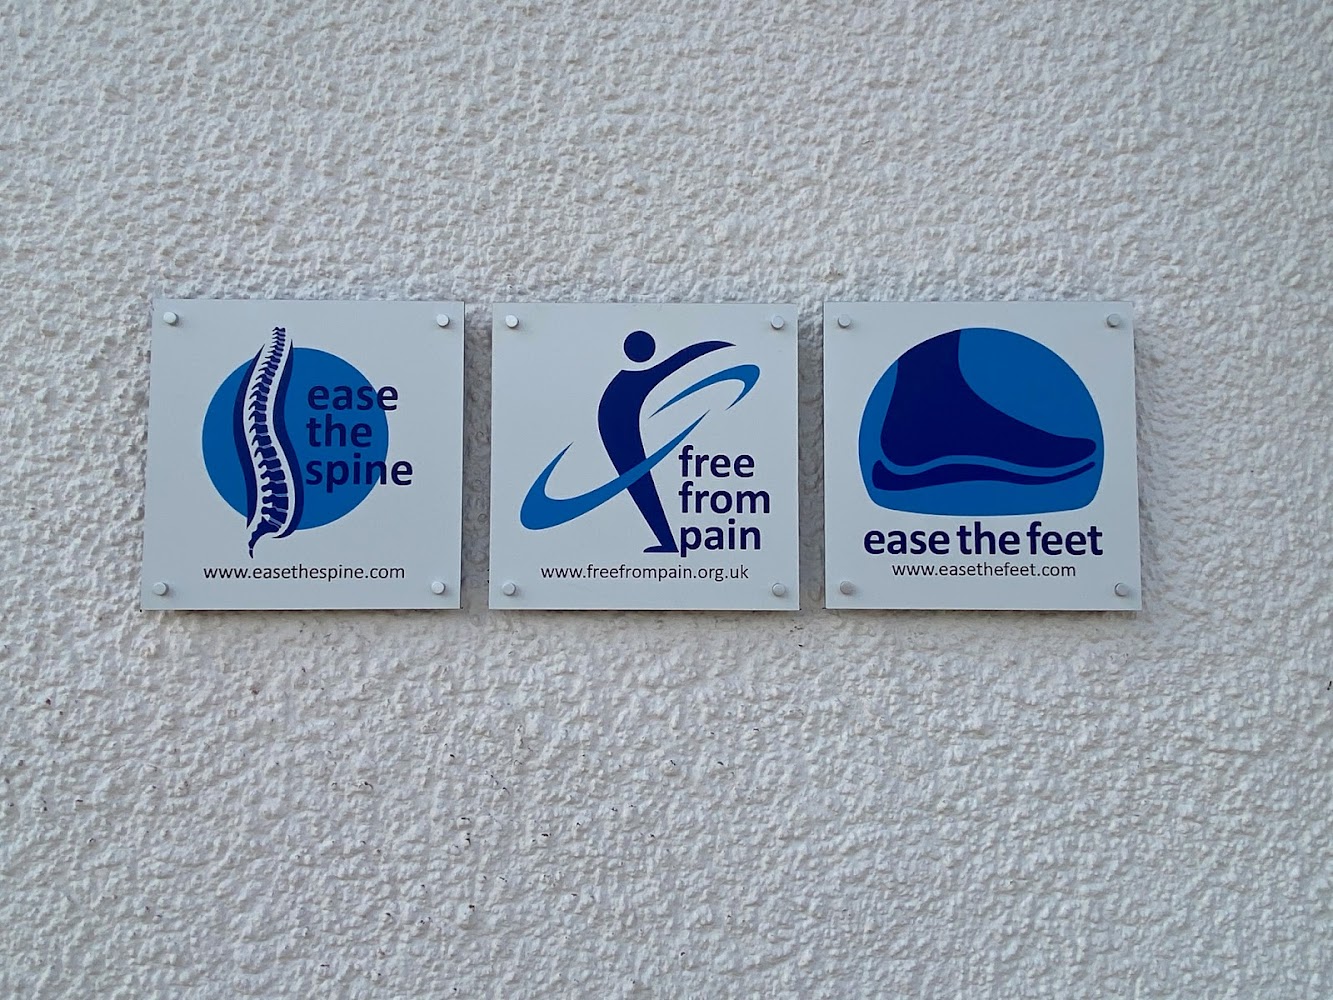 ease
the
spine
www.easethespine.com
free
from
pain
www.freefrompain.org.uk
ease the feet
www.easethefeet.com